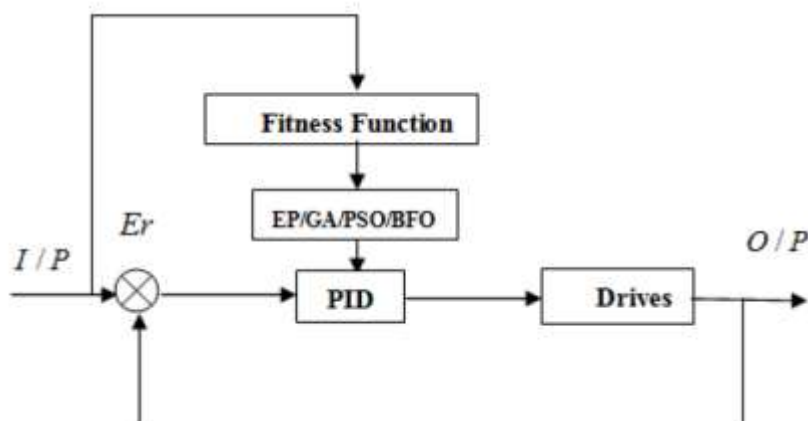 Fitness Function
EP/GA/PSO/BFO
Er
I / P
O / P
PID
Drives